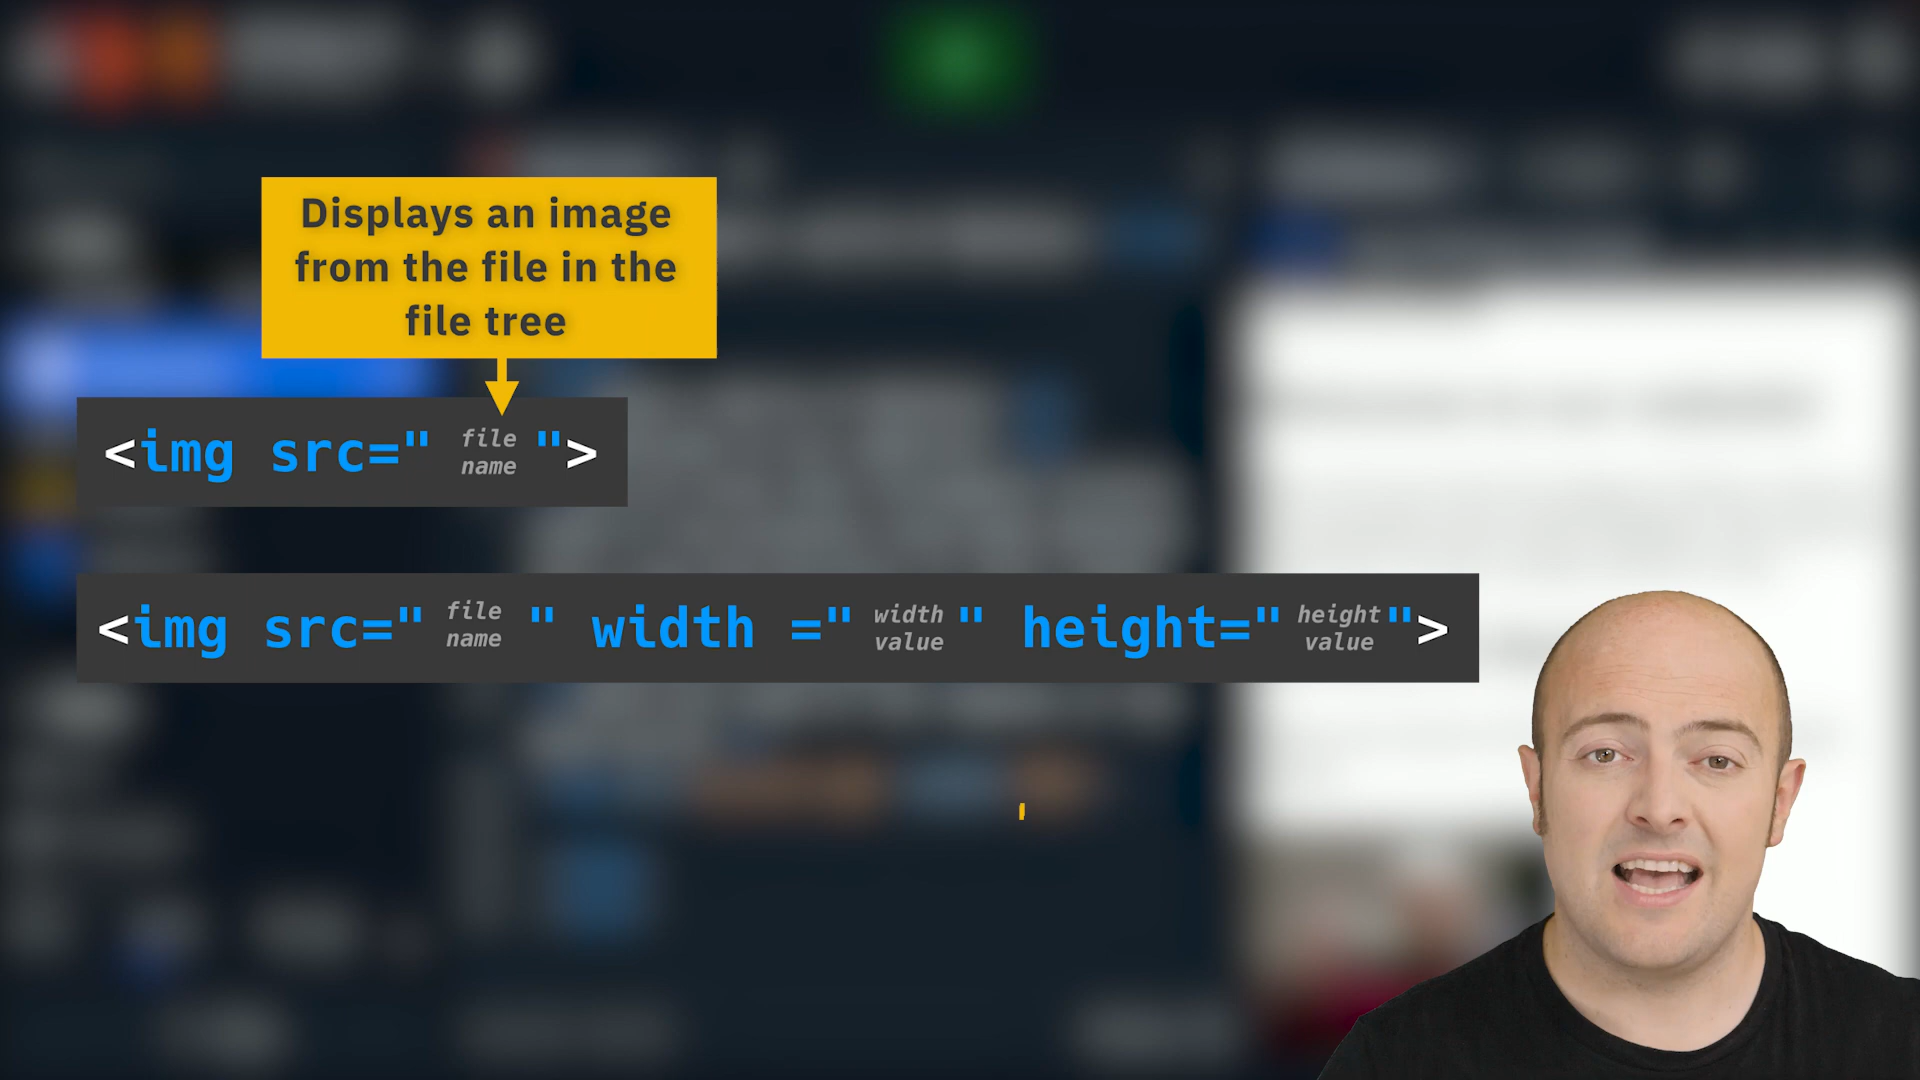 Displays an image
from the file in the
file tree
<img src=" file name ">
<img src=" file name " width =" width value " height=" height value ">